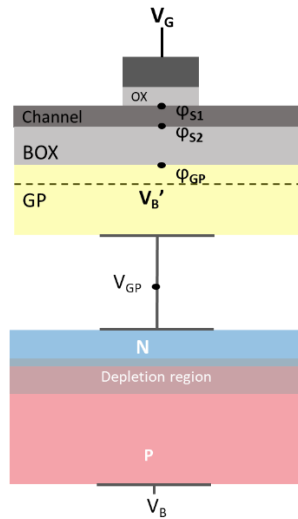 V_G
OX
φ_S1
Channel
φ_S2
BOX
φ_GP
V_B'
GP
V_GP
N
Depletion region
P
V_B